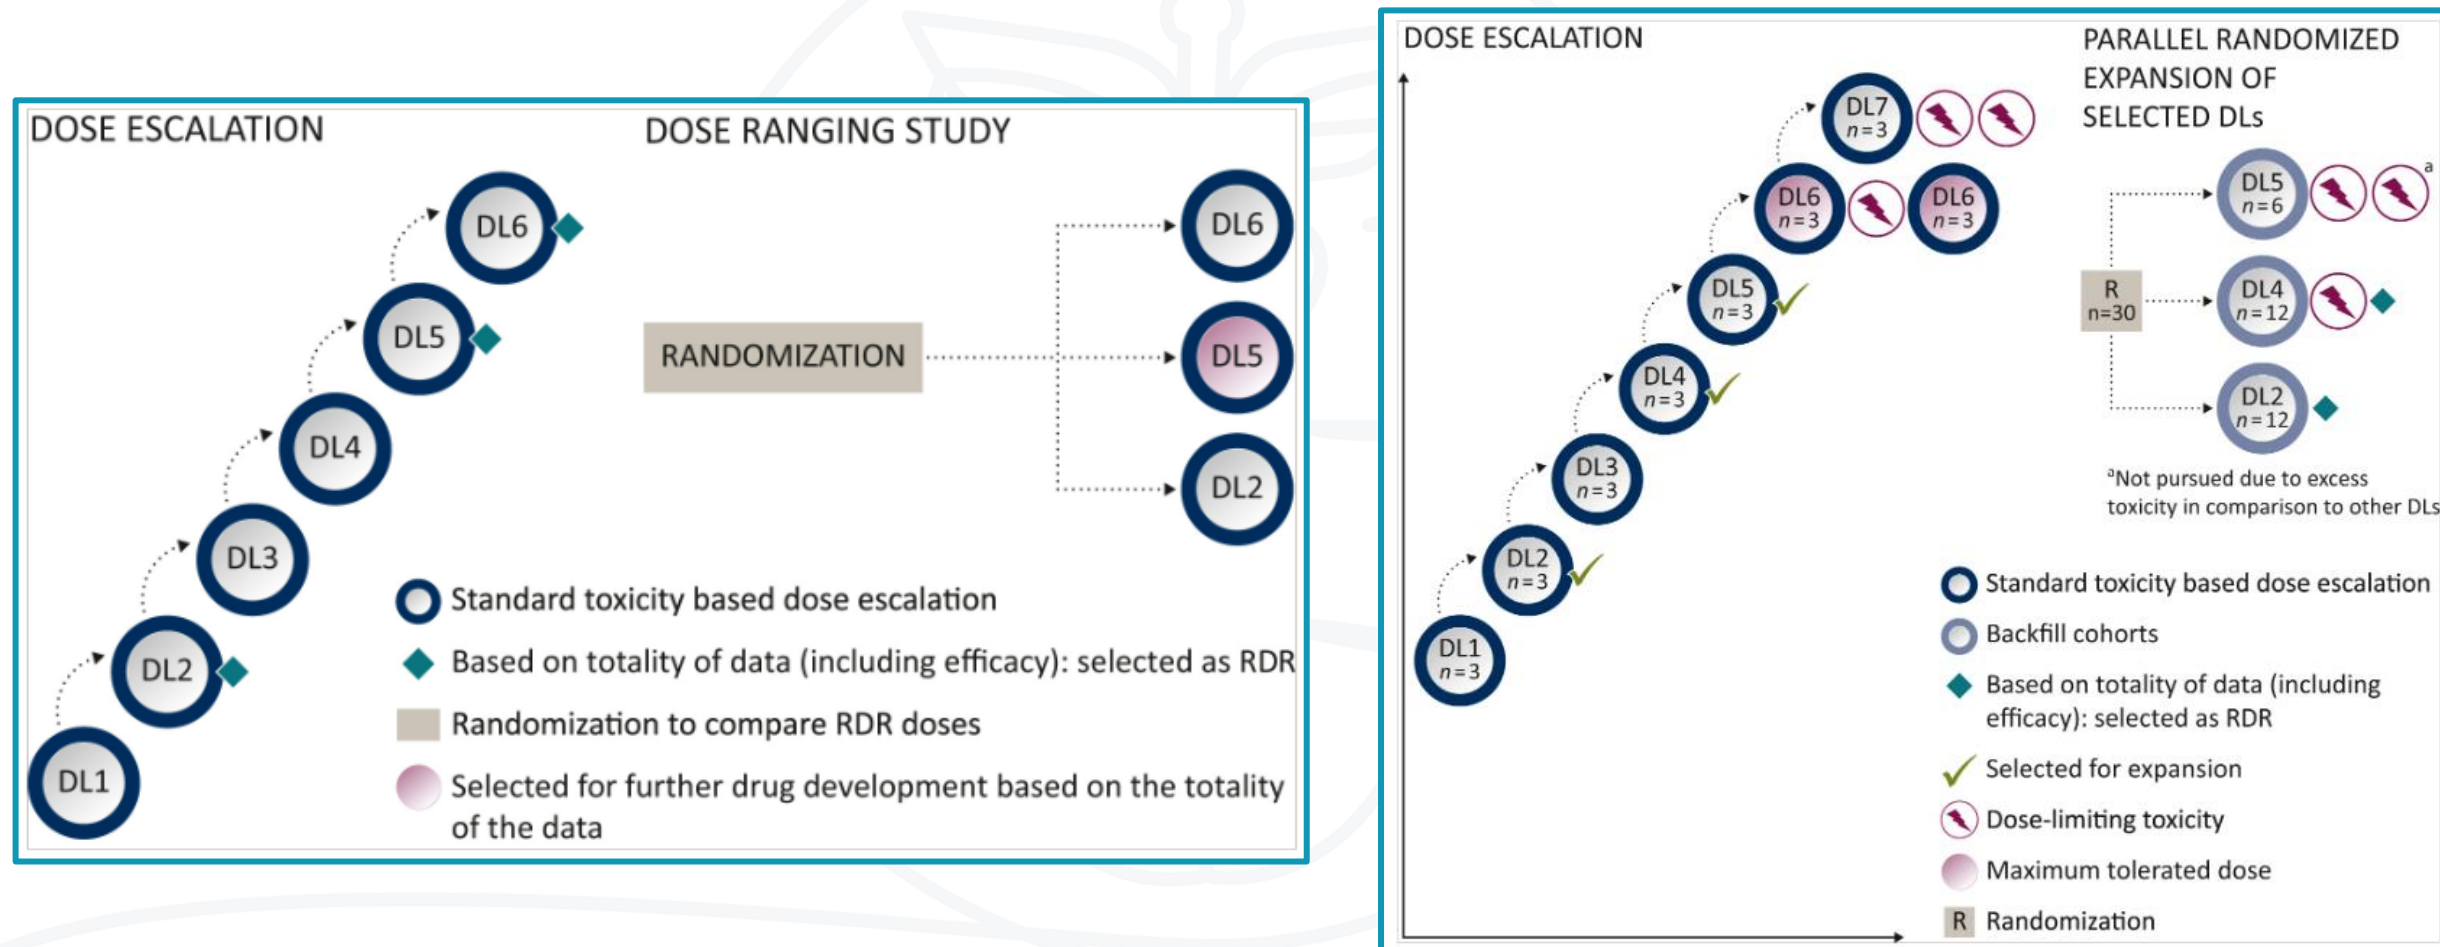 DOSE ESCALATION
DOSE RANGING STUDY
DL6
DL5
DL4
DL3
DL2
DL1
RANDOMIZATION
DL6
DL5
DL2
Standard toxicity based dose escalation
Based on totality of data (including efficacy): selected as RDR
Randomization to compare RDR doses
Selected for further drug development based on the totality
of the data
DOSE ESCALATION
DL7
n=3
DL6
n=3
DL6
n=3
DL5
n=3
DL4
n=3
DL3
n=3
DL2
n=3
DL1
n=3
PARALLEL RANDOMIZED
EXPANSION OF
SELECTED DLs
R
n=30
DL5
n=6
a
DL4
n=12
DL2
n=12
aNot pursued due to excess
toxicity in comparison to other DLs
Standard toxicity based dose escalation
Backfill cohorts
Based on totality of data (including
efficacy): selected as RDR
Selected for expansion
Dose-limiting toxicity
Maximum tolerated dose
R Randomization